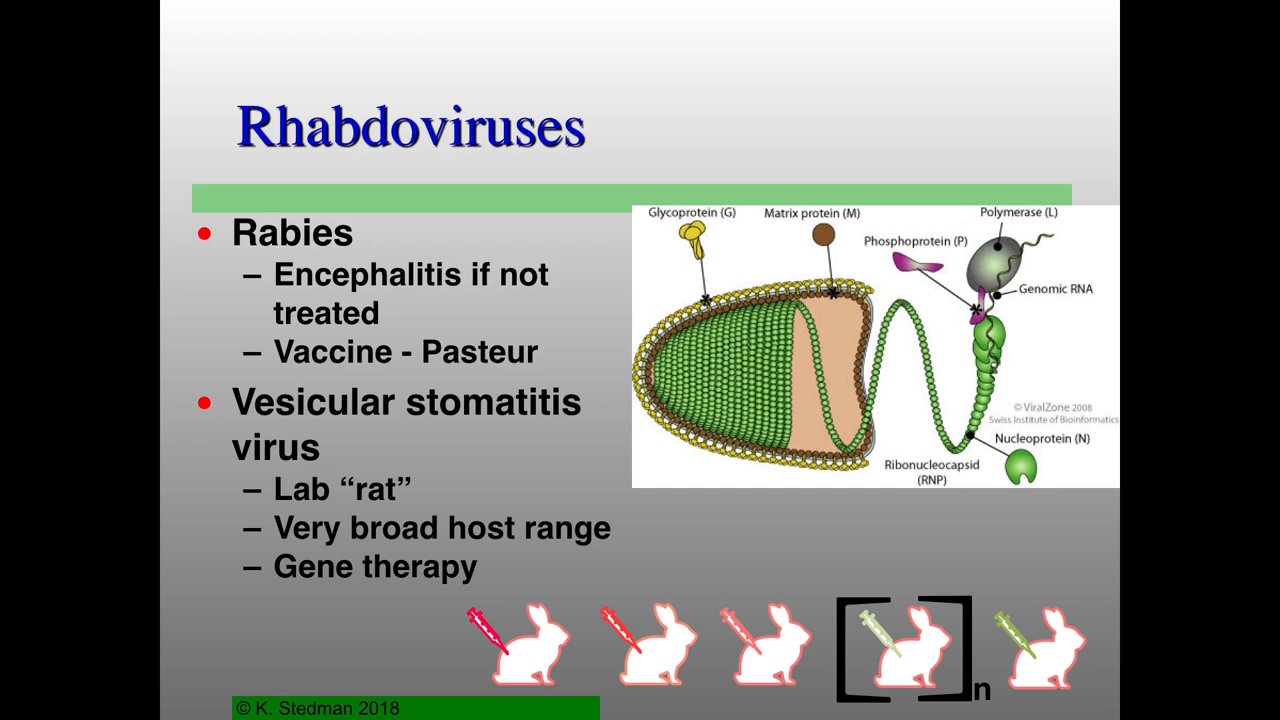 Rhabdoviruses
• Rabies
– Encephalitis if not
treated
– Vaccine - Pasteur
• Vesicular stomatitis
virus
– Lab “rat”
– Very broad host range
– Gene therapy
Glycoprotein (G)
Matrix protein (M)
Polymerase (L)
Phosphoprotein (P)
Genomic RNA
© ViralZone 2008
Swiss Institute of Bioinformatics
Nucleoprotein (N)
Ribonucleocapsid
(RNP)
n
© K. Stedman 2018